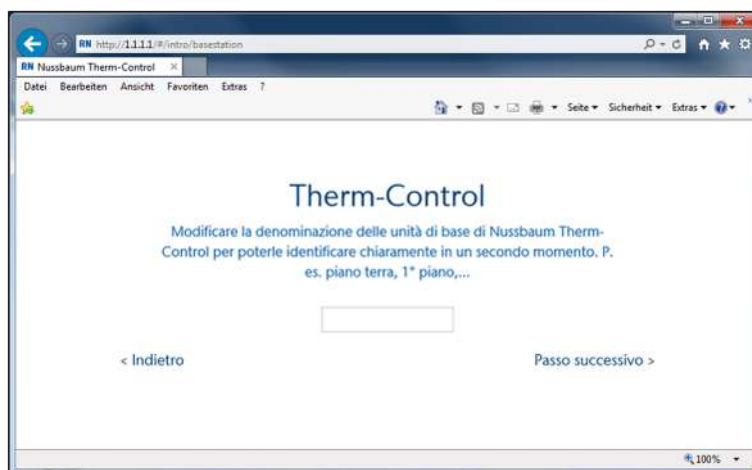 RN http://1.1.1.1/#/intro/basestation
RN Nussbaum Therm-Control
Datei Bearbeiten Ansicht Favoriten Extras ?
Seite Sicherheit Extras
Therm-Control
Modificare la denominazione delle unità di base di Nussbaum Therm-
Control per poterle identificare chiaramente in un secondo momento. P.
es. piano terra, 1° piano,...
< Indietro Passo successivo >
100%